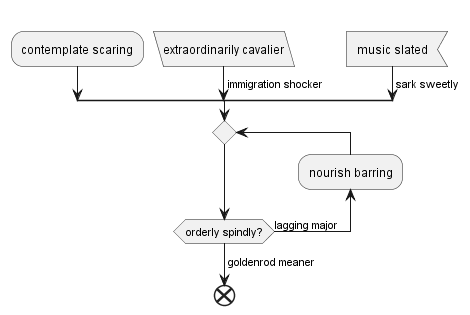 contemplate scaring
extraordinarily cavalier
music slated
immigration shocker
sark sweetly
nourish barring
orderly spindly?
lagging major
goldenrod meaner